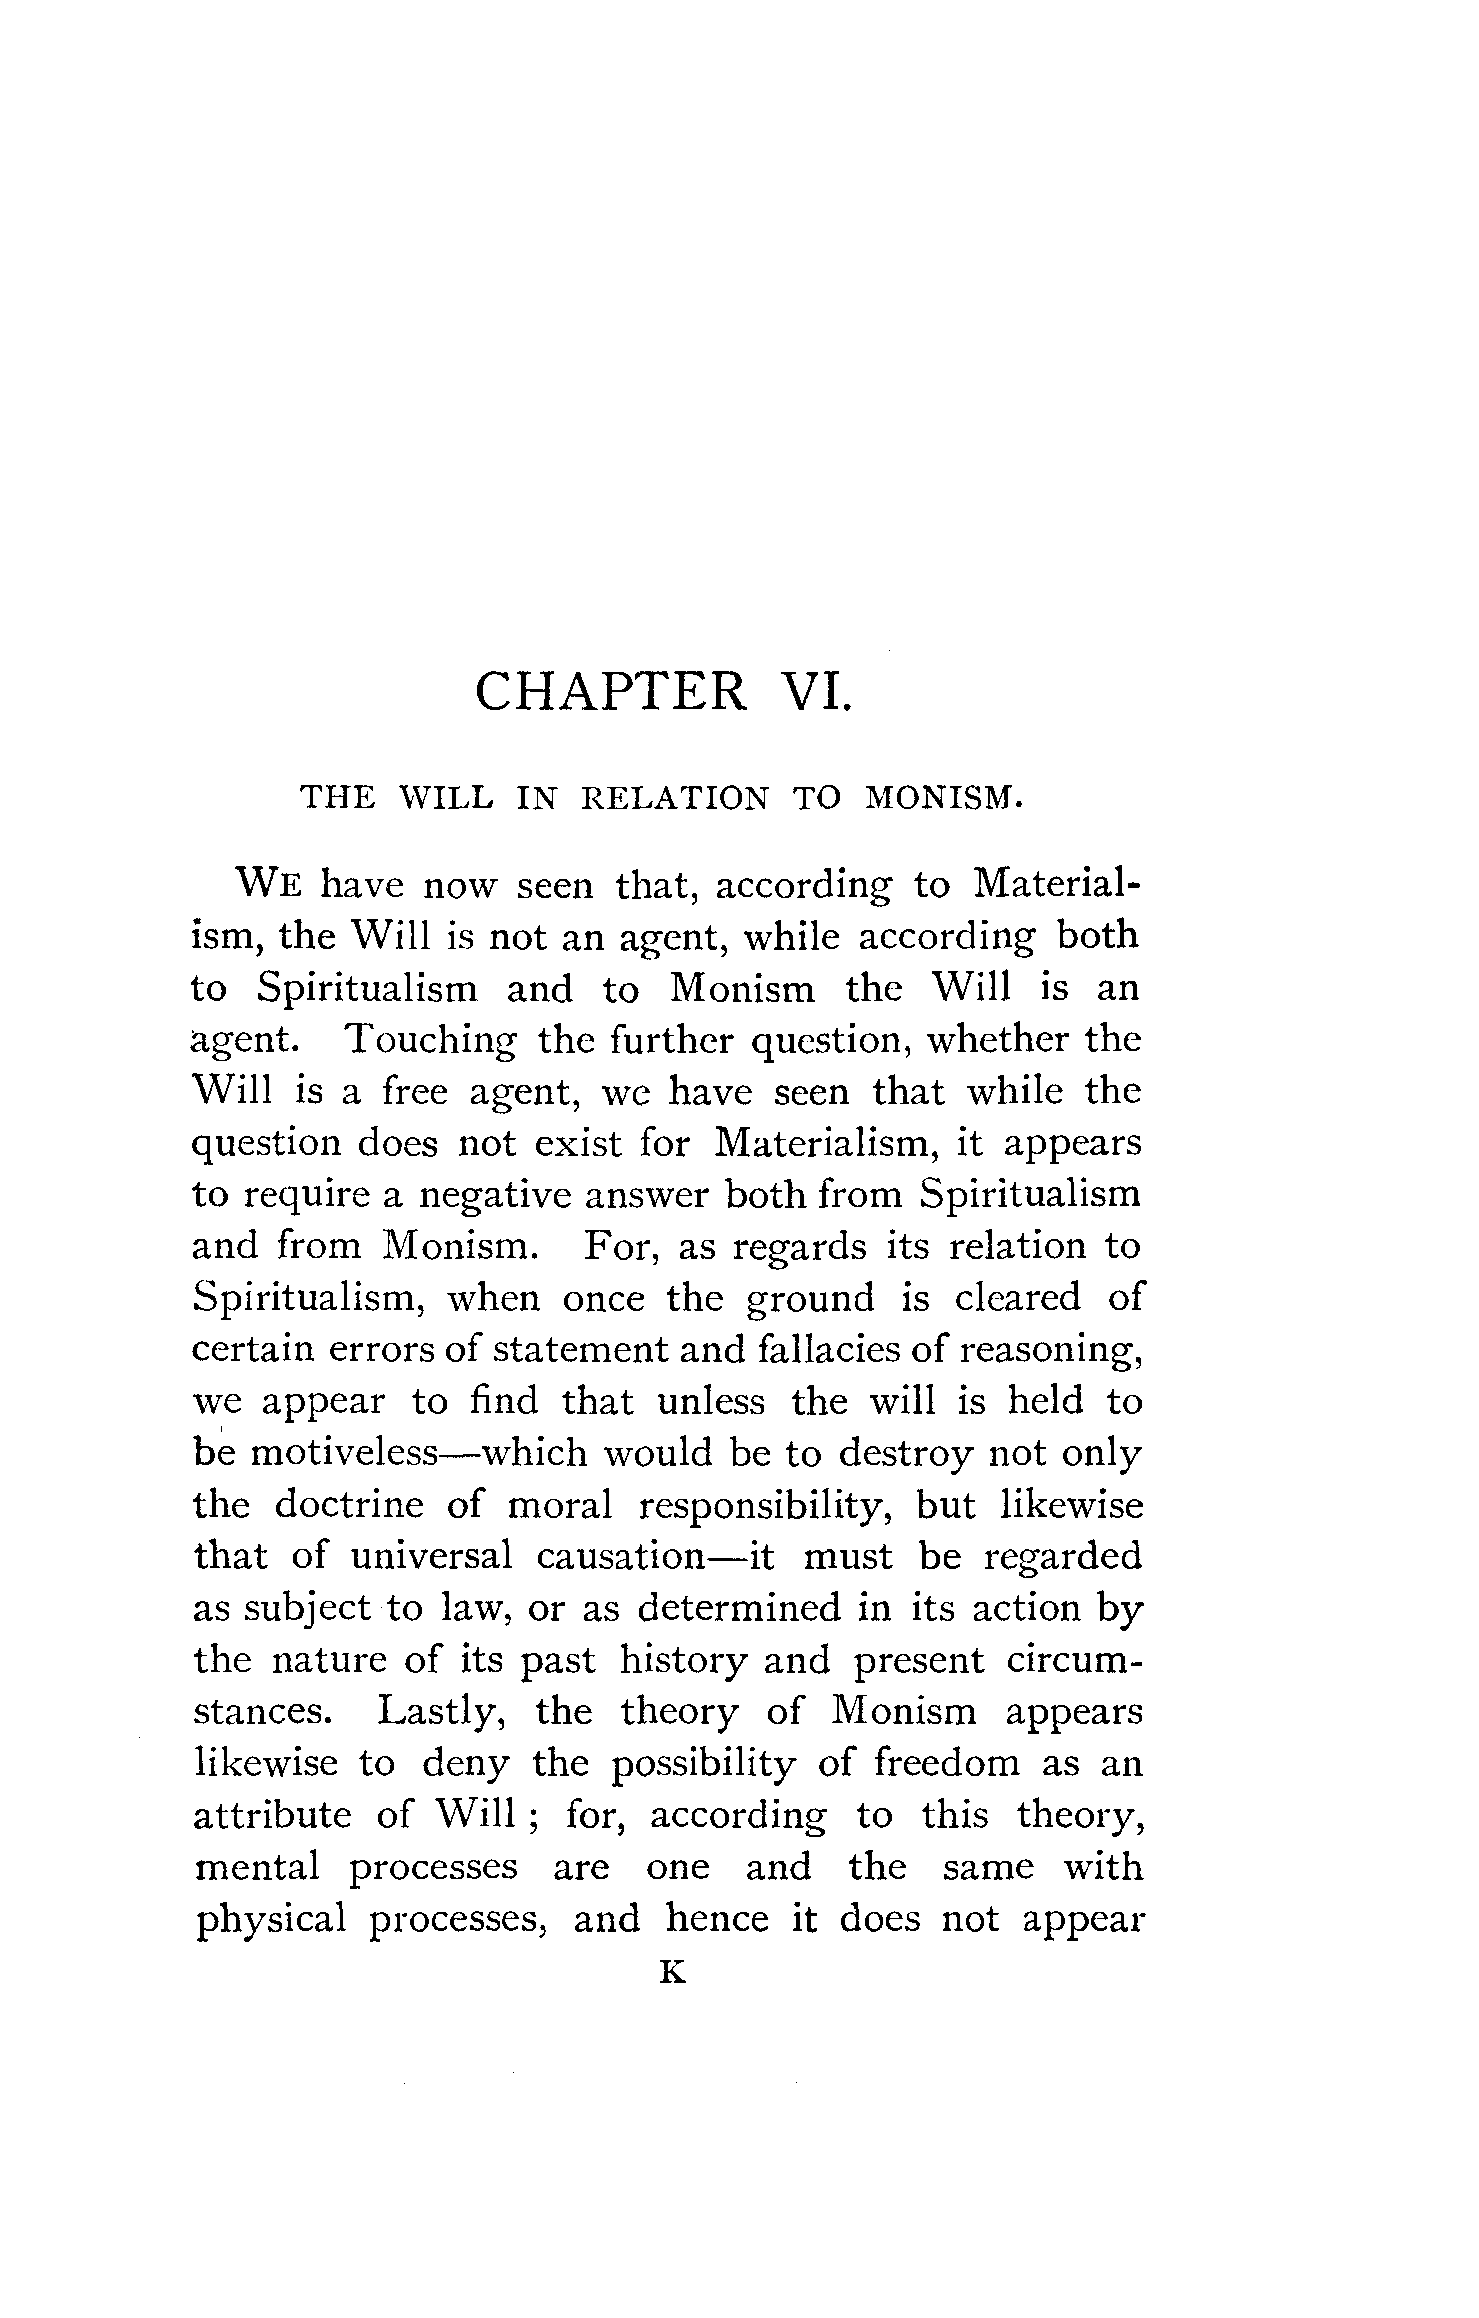 CHAPTER VI.
THE WILL IN RELATION TO MONISM.
WE have now seen that, according to Material-
ism, the Will is not an agent, while according both
to Spiritualism and to Monism the Will is an
agent. Touching the further question, whether the
Will is a free agent, we have seen that while the
question does not exist for Materialism, it appears
to require a negative answer both from Spiritualism
and from Monism. For, as regards its relation to
Spiritualism, when once the ground is cleared of
certain errors of statement and fallacies of reasoning,
we appear to find that unless the will is held to
be motiveless—which would be to destroy not only
the doctrine of moral responsibility, but likewise
that of universal causation—it must be regarded
as subject to law, or as determined in its action by
the nature of its past history and present circum-
stances. Lastly, the theory of Monism appears
likewise to deny the possibility of freedom as an
attribute of Will ; for, according to this theory,
mental processes are one and the same with
physical processes, and hence it does not appear
K